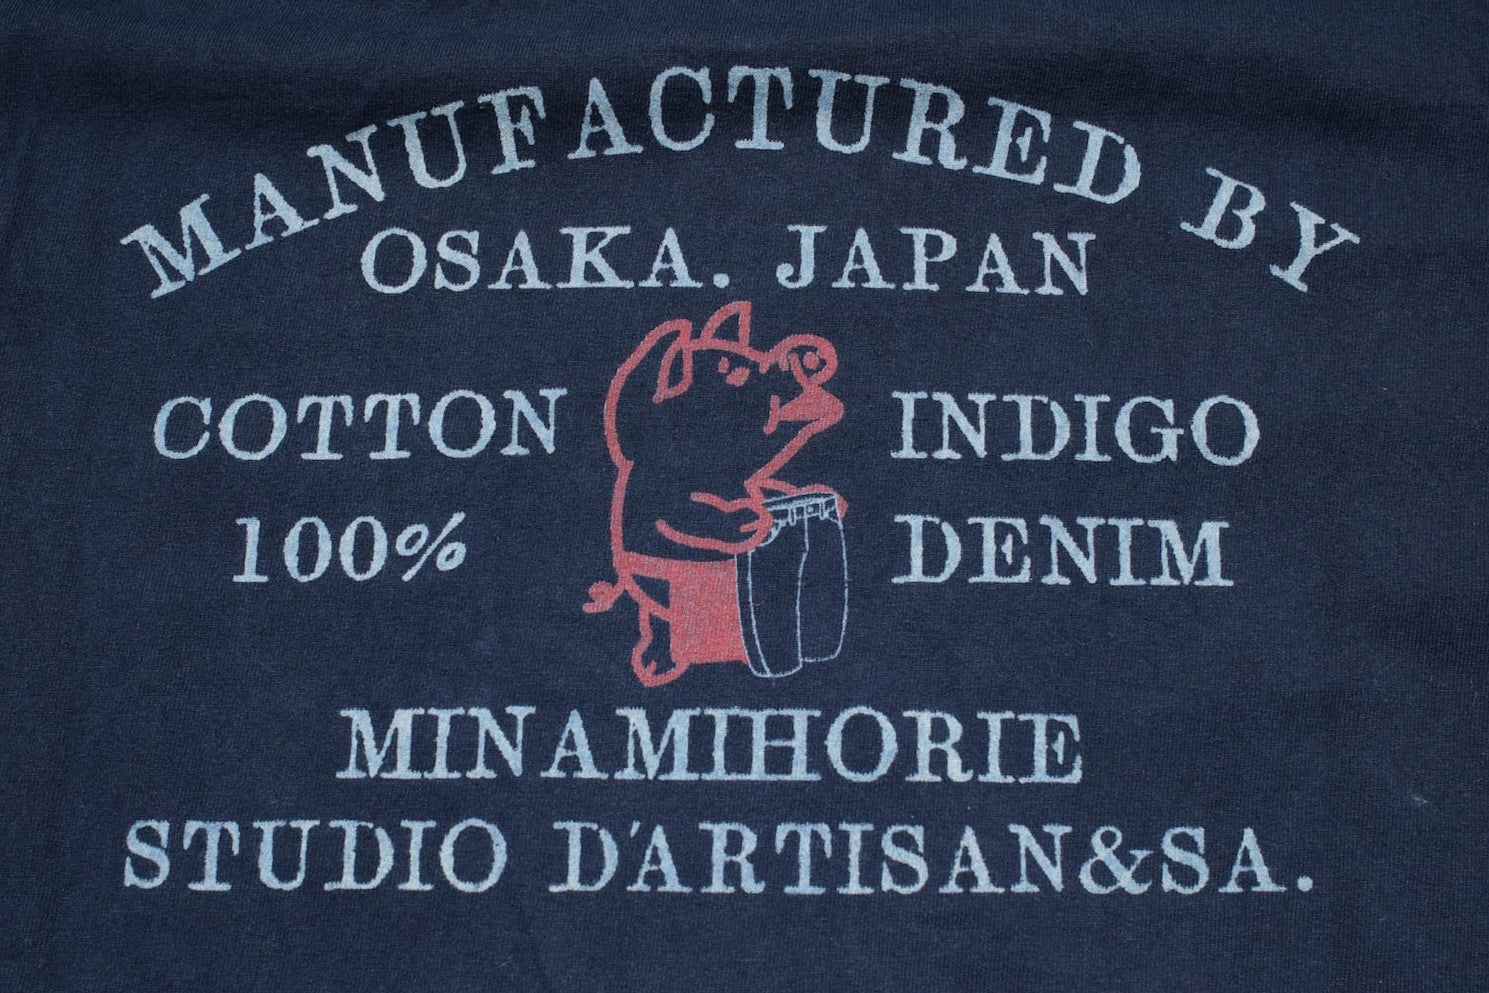 MANUFACTURED BY
OSAKA. JAPAN
COTTON INDIGO
100% DENIM
MINAMIHORIE
STUDIO D'ARTISAN&SA.